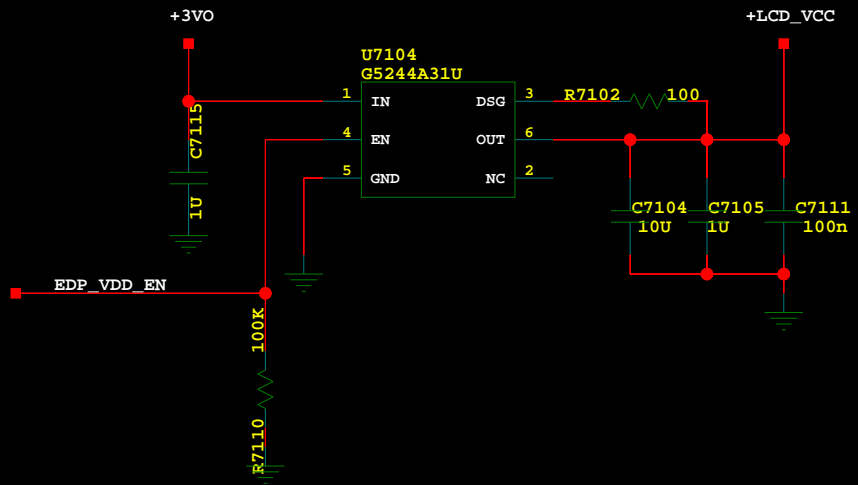 +3VO
+LCD_VCC
U7104
G5244A31U
1 IN DSG 3 R7102 100
C7115
4 EN OUT 6
5 GND NC 2
1U
C7104 C7105 C7111
10U 1U 100n
EDP_VDD_EN
100K
R7110